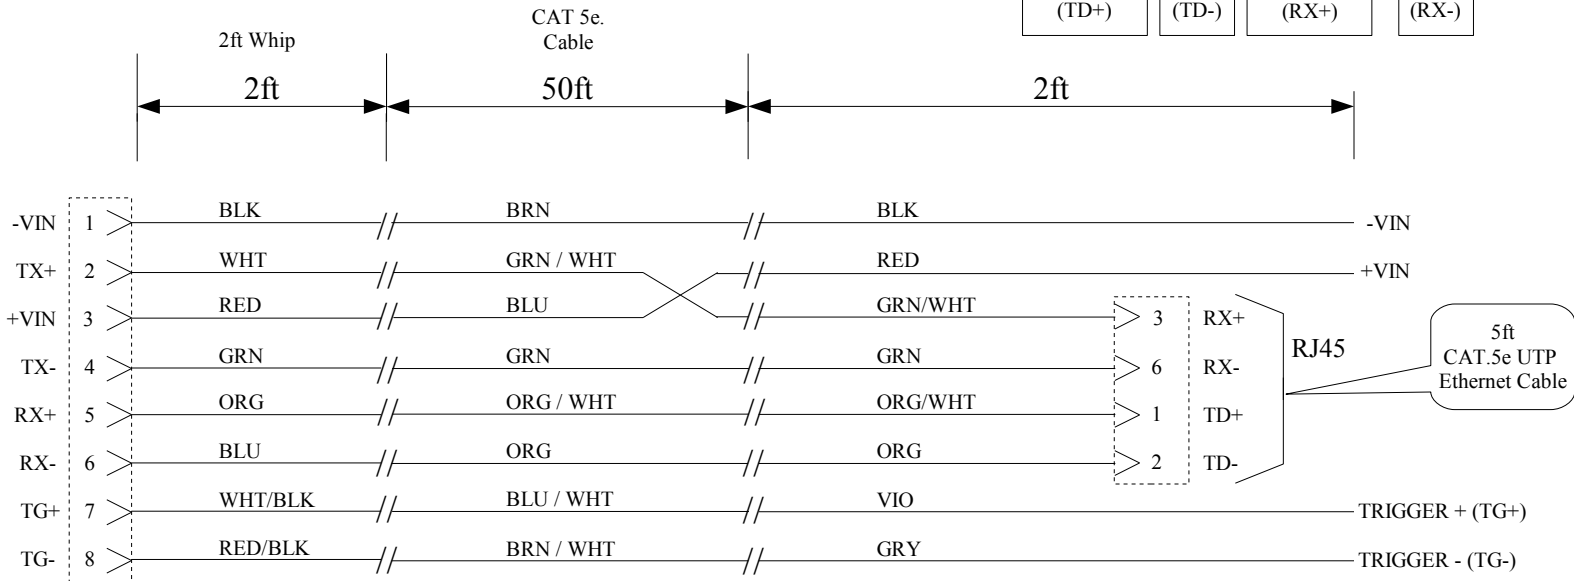 (TD+) (TD-) (RX+) (RX-)
CAT 5e.
2ft Whip Cable
2ft 50ft 2ft
-VIN 1 BLK BRN BLK -VIN
TX+ 2 WHT GRN / WHT RED +VIN
+VIN 3 RED BLU GRN/WHT 3 RX+
TX- 4 GRN GRN GRN 6 RX-
RX+ 5 ORG ORG / WHT ORG/WHT 1 TD+
RX- 6 BLU ORG ORG 2 TD-
RJ45
5ft
CAT.5e UTP
Ethernet Cable
TG+ 7 WHT/BLK BLU / WHT VIO TRIGGER + (TG+)
TG- 8 RED/BLK BRN / WHT GRY TRIGGER - (TG-)